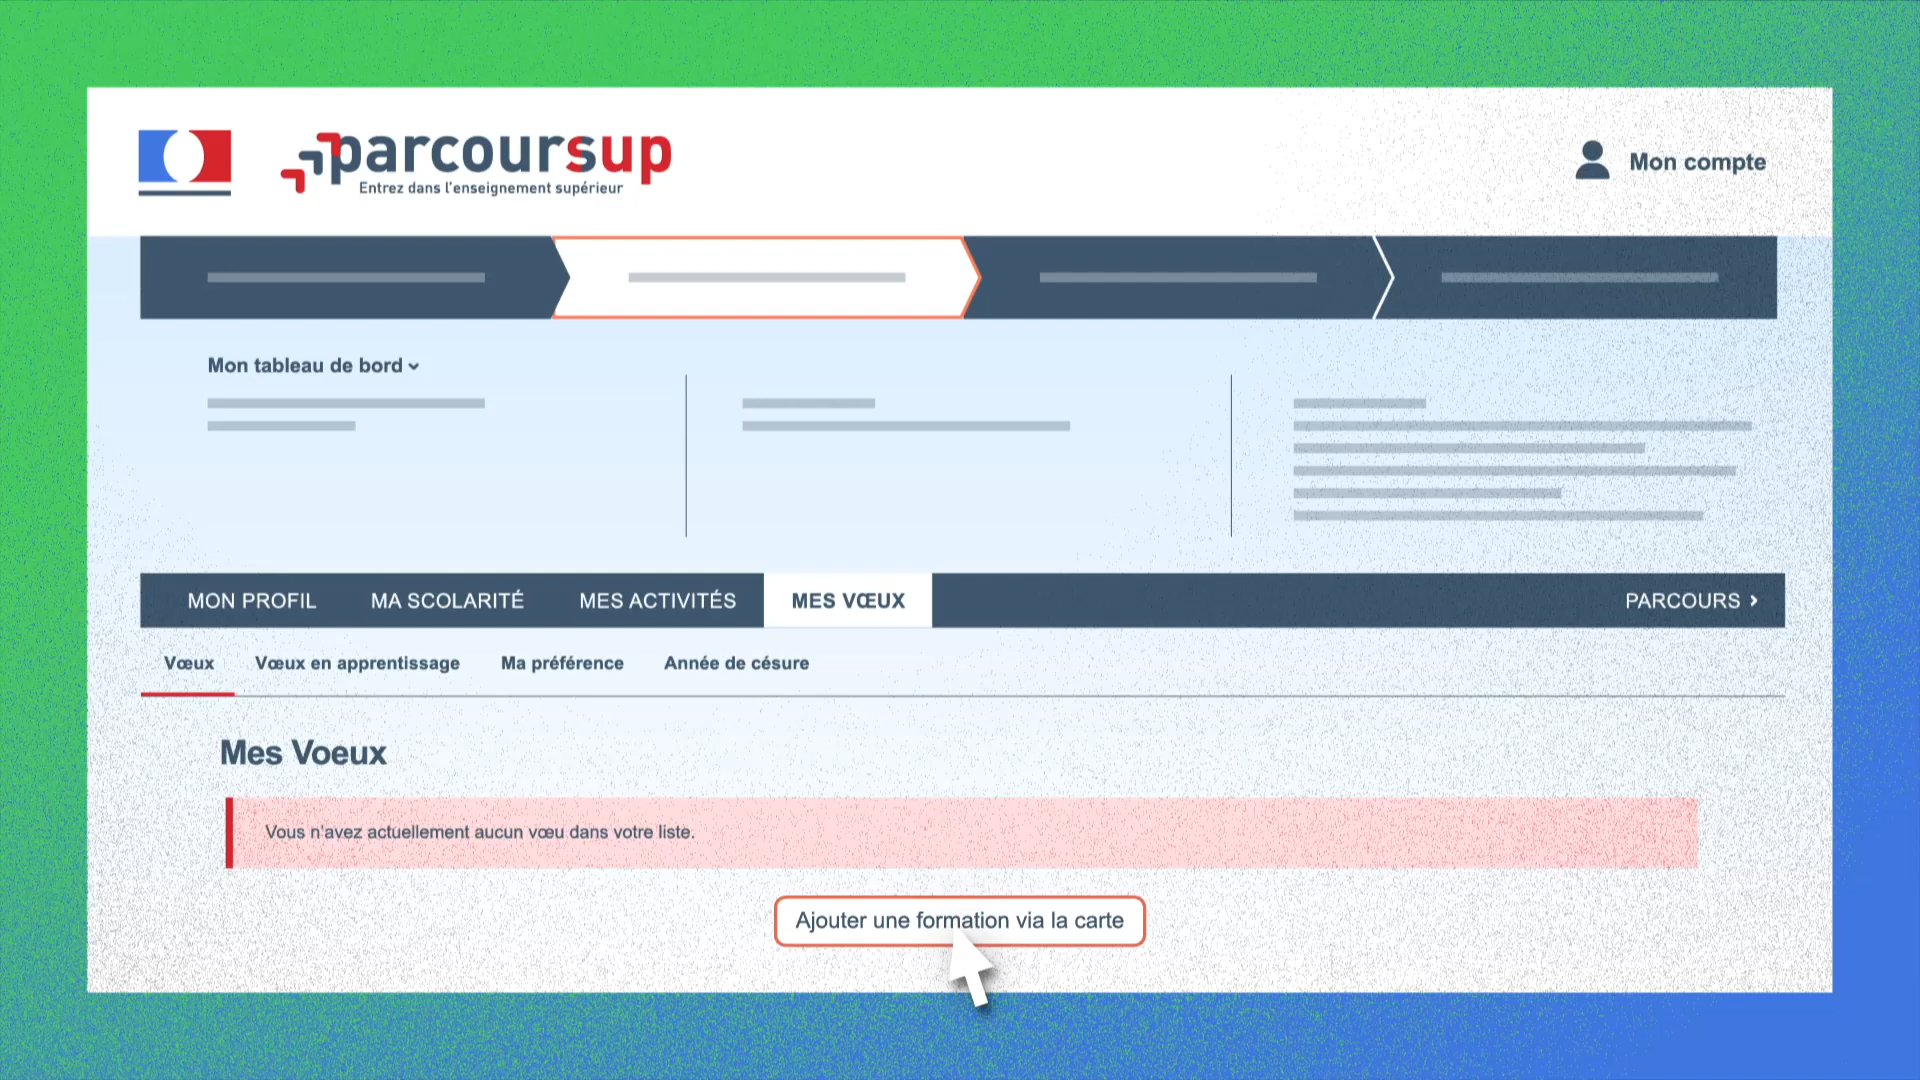 parcoursup
Entrez dans l'enseignement supérieur
Mon compte
Mon tableau de bord
MON PROFIL MA SCOLARITÉ MES ACTIVITÉS MES VŒUX PARCOURS
Vœux Vœux en apprentissage Ma préférence Année de césure
Mes Voeux
Vous n'avez actuellement aucun vœu dans votre liste.
Ajouter une formation via la carte